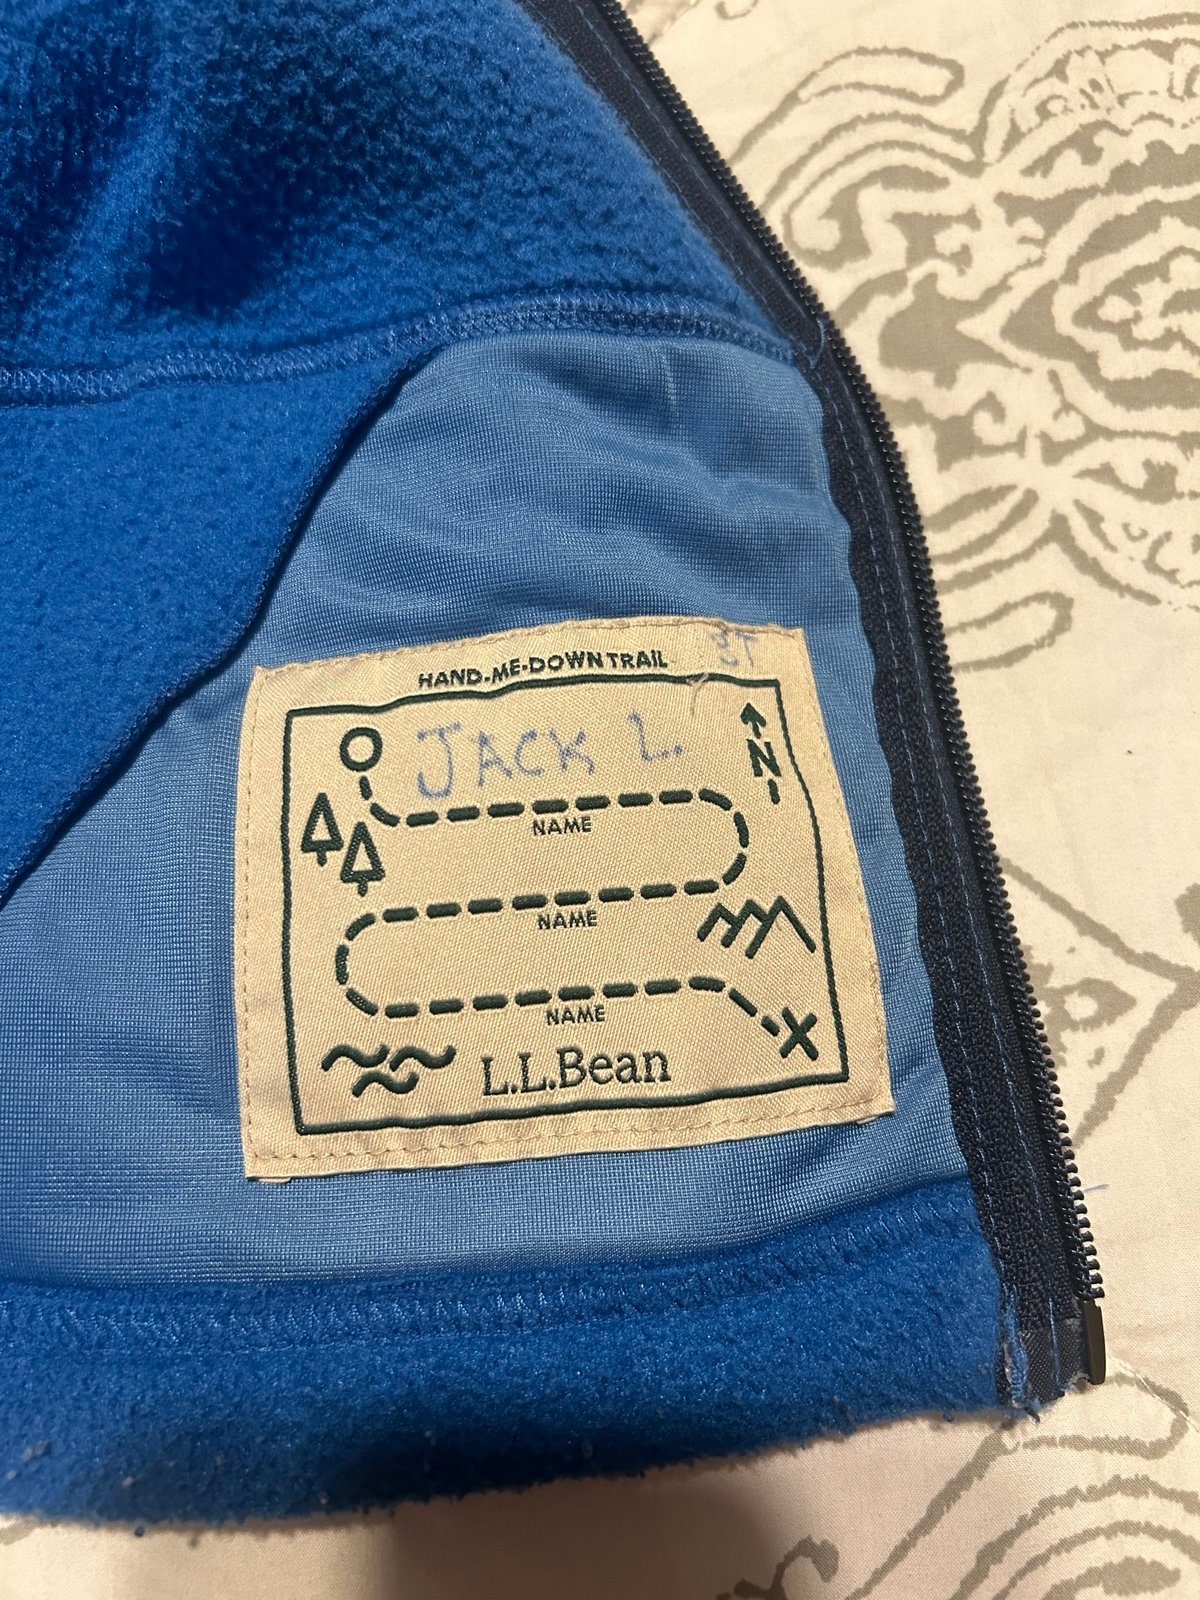 HAND-ME-DOWN TRAIL 3T
JACK L.
N
NAME
NAME
NAME
L.L.Bean